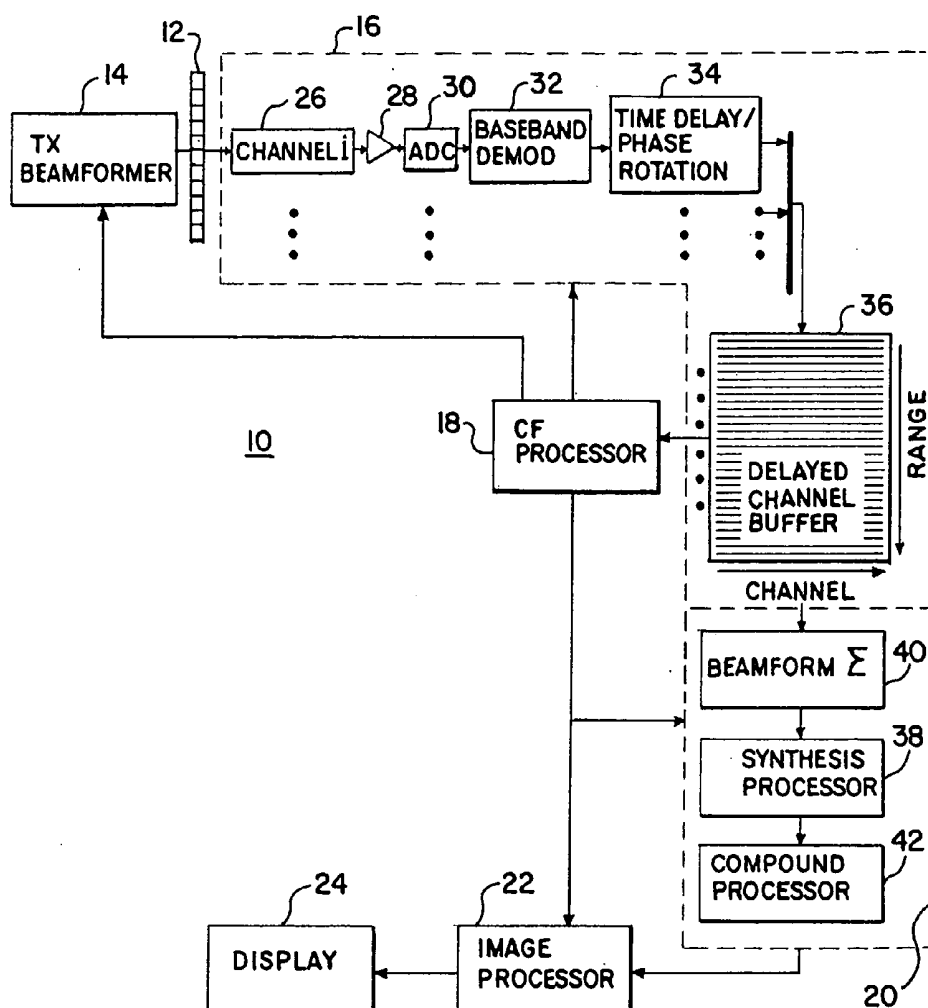 12
16
14
26
28
30
32
34
TX
BEAMFORMER
CHANNEL i
ADC
BASEBAND
DEMOD
TIME DELAY/
PHASE
ROTATION
36
10
18
CF
PROCESSOR
DELAYED
CHANNEL
BUFFER
RANGE
CHANNEL
BEAMFORM Σ
40
SYNTHESIS
PROCESSOR
38
COMPOUND
PROCESSOR
42
24
22
DISPLAY
IMAGE
PROCESSOR
20